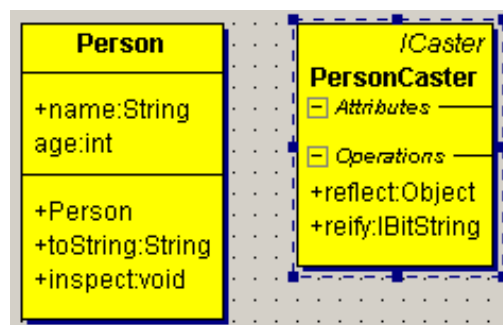 Person
+name:String
age:int
+Person
+toString:String
+inspect:void
ICaster
PersonCaster
Attributes
Operations
+reflect:Object
+reify:IBitString